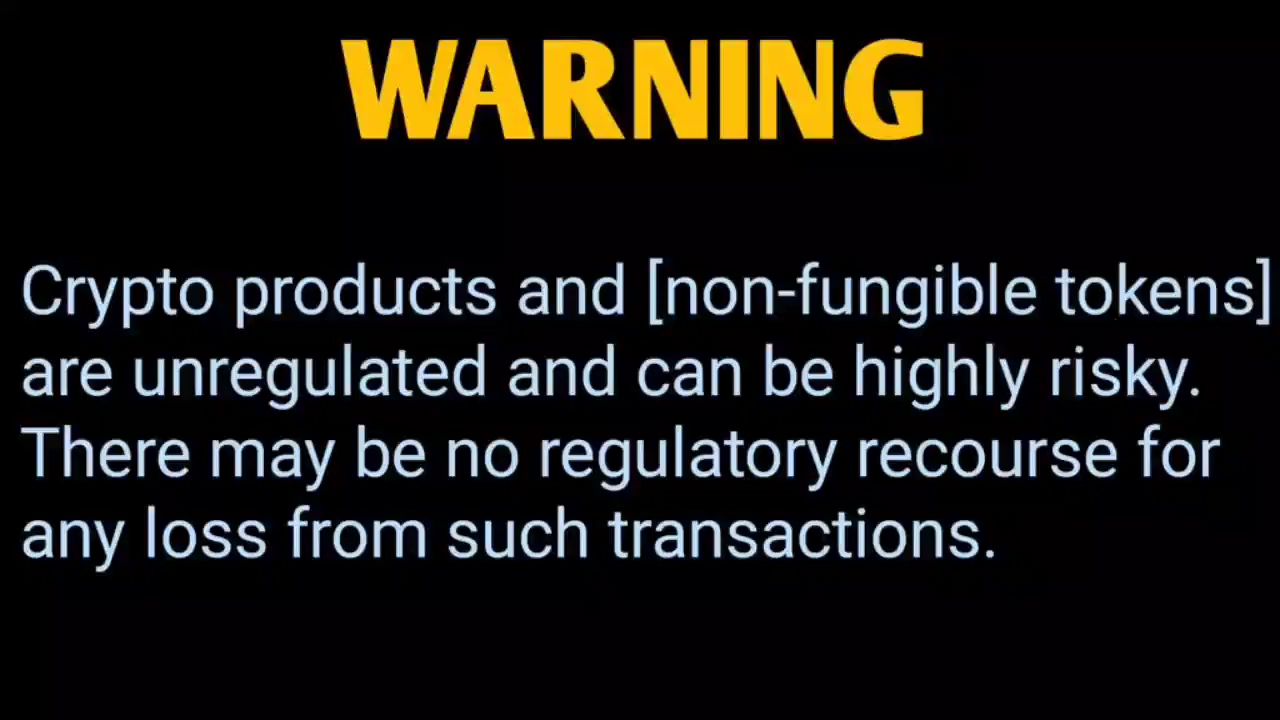 WARNING
Crypto products and [non-fungible tokens]
are unregulated and can be highly risky.
There may be no regulatory recourse for
any loss from such transactions.